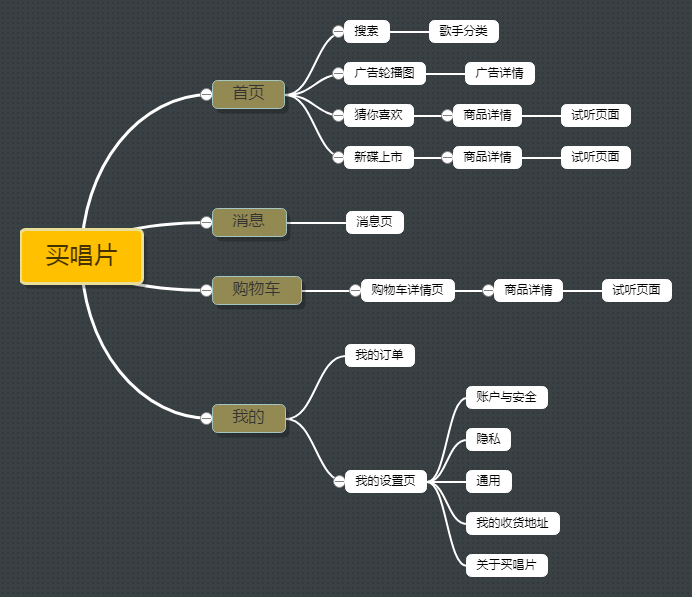 买唱片
首页
搜索
歌手分类
广告轮播图
广告详情
猜你喜欢
商品详情
试听页面
新碟上市
商品详情
试听页面
消息
消息页
购物车
购物车详情页
商品详情
试听页面
我的
我的订单
我的设置页
账户与安全
隐私
通用
我的收货地址
关于买唱片